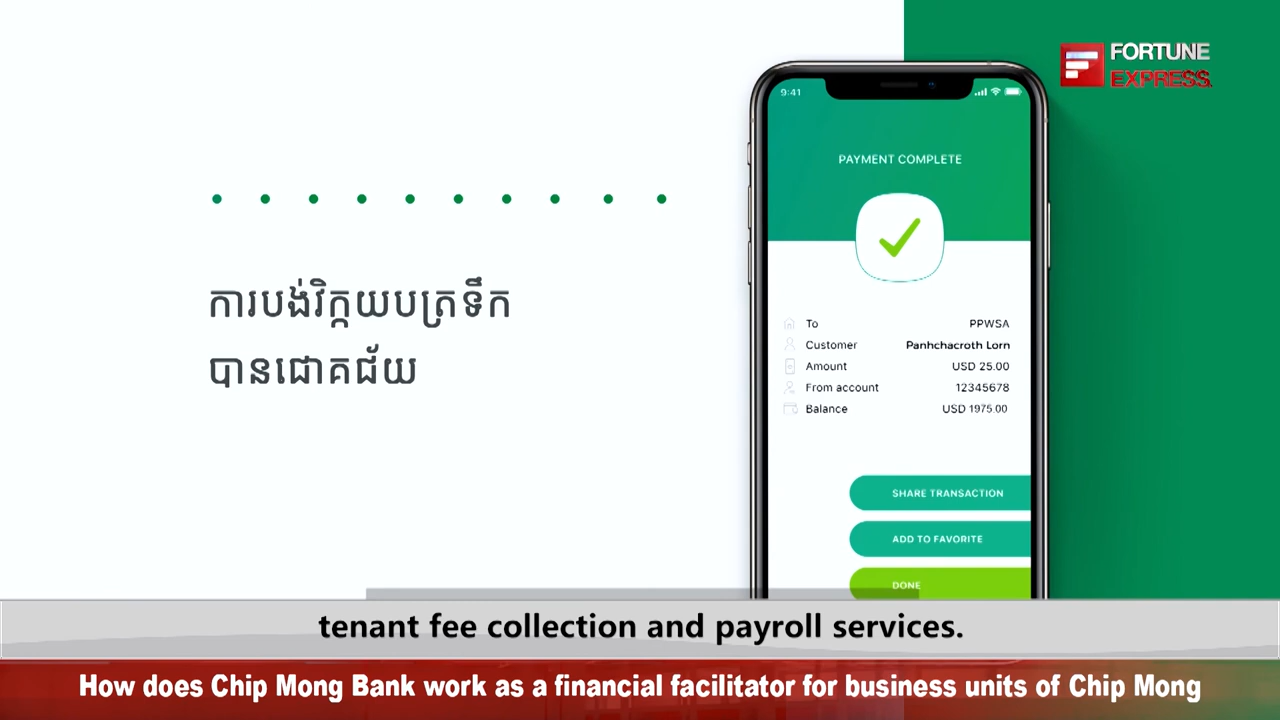 FORTUNE
EXPRESS
9:41
PAYMENT COMPLETE
ការបង់វិក្កយបត្រទឹក
បានជោគជ័យ
To PPWSA
Customer Panhchacroth Lorn
Amount USD 25.00
From account 12345678
Balance USD 1975.00
SHARE TRANSACTION
ADD TO FAVORITE
DONE
tenant fee collection and payroll services.
How does Chip Mong Bank work as a financial facilitator for business units of Chip Mong